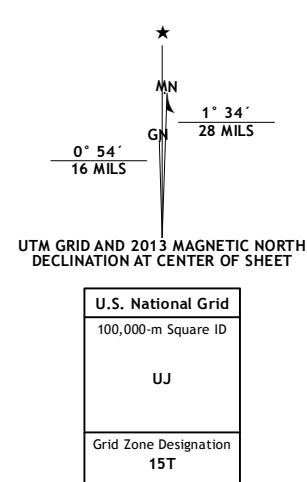 ★
MN
1° 34´
28 MILS
GN
0° 54´
16 MILS
UTM GRID AND 2013 MAGNETIC NORTH
DECLINATION AT CENTER OF SHEET
U.S. National Grid
100,000-m Square ID
UJ
Grid Zone Designation
15T